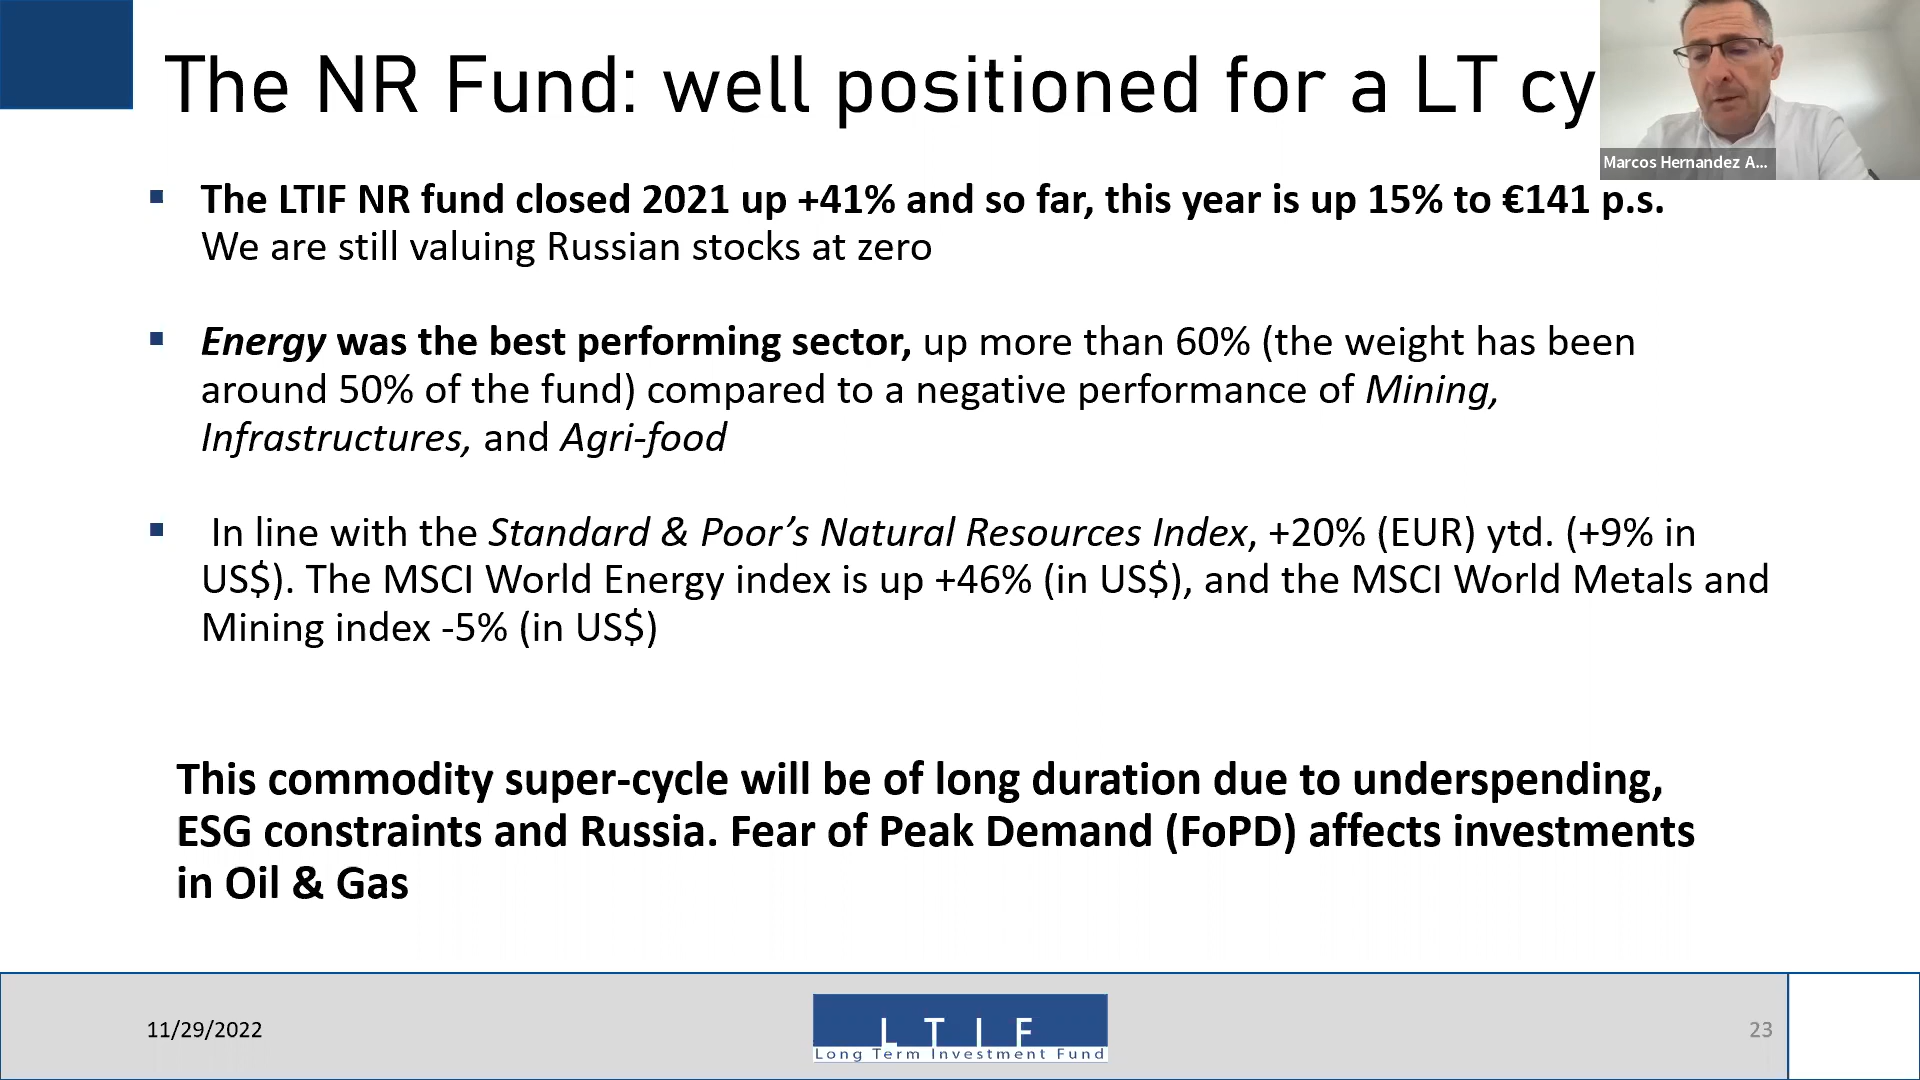 The NR Fund: well positioned for a LT cy
Marcos Hernandez A...
The LTIF NR fund closed 2021 up +41% and so far, this year is up 15% to €141 p.s.
We are still valuing Russian stocks at zero
Energy was the best performing sector, up more than 60% (the weight has been
around 50% of the fund) compared to a negative performance of Mining,
Infrastructures, and Agri-food
In line with the Standard & Poor’s Natural Resources Index, +20% (EUR) ytd. (+9% in
US$). The MSCI World Energy index is up +46% (in US$), and the MSCI World Metals and
Mining index -5% (in US$)
This commodity super-cycle will be of long duration due to underspending,
ESG constraints and Russia. Fear of Peak Demand (FoPD) affects investments
in Oil & Gas
11/29/2022
LTIF
Long Term Investment Fund
23